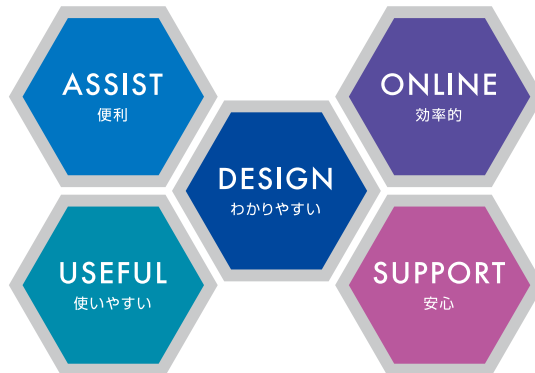 ASSIST
便利
ONLINE
効率的
DESIGN
わかりやすい
USEFUL
使いやすい
SUPPORT
安心